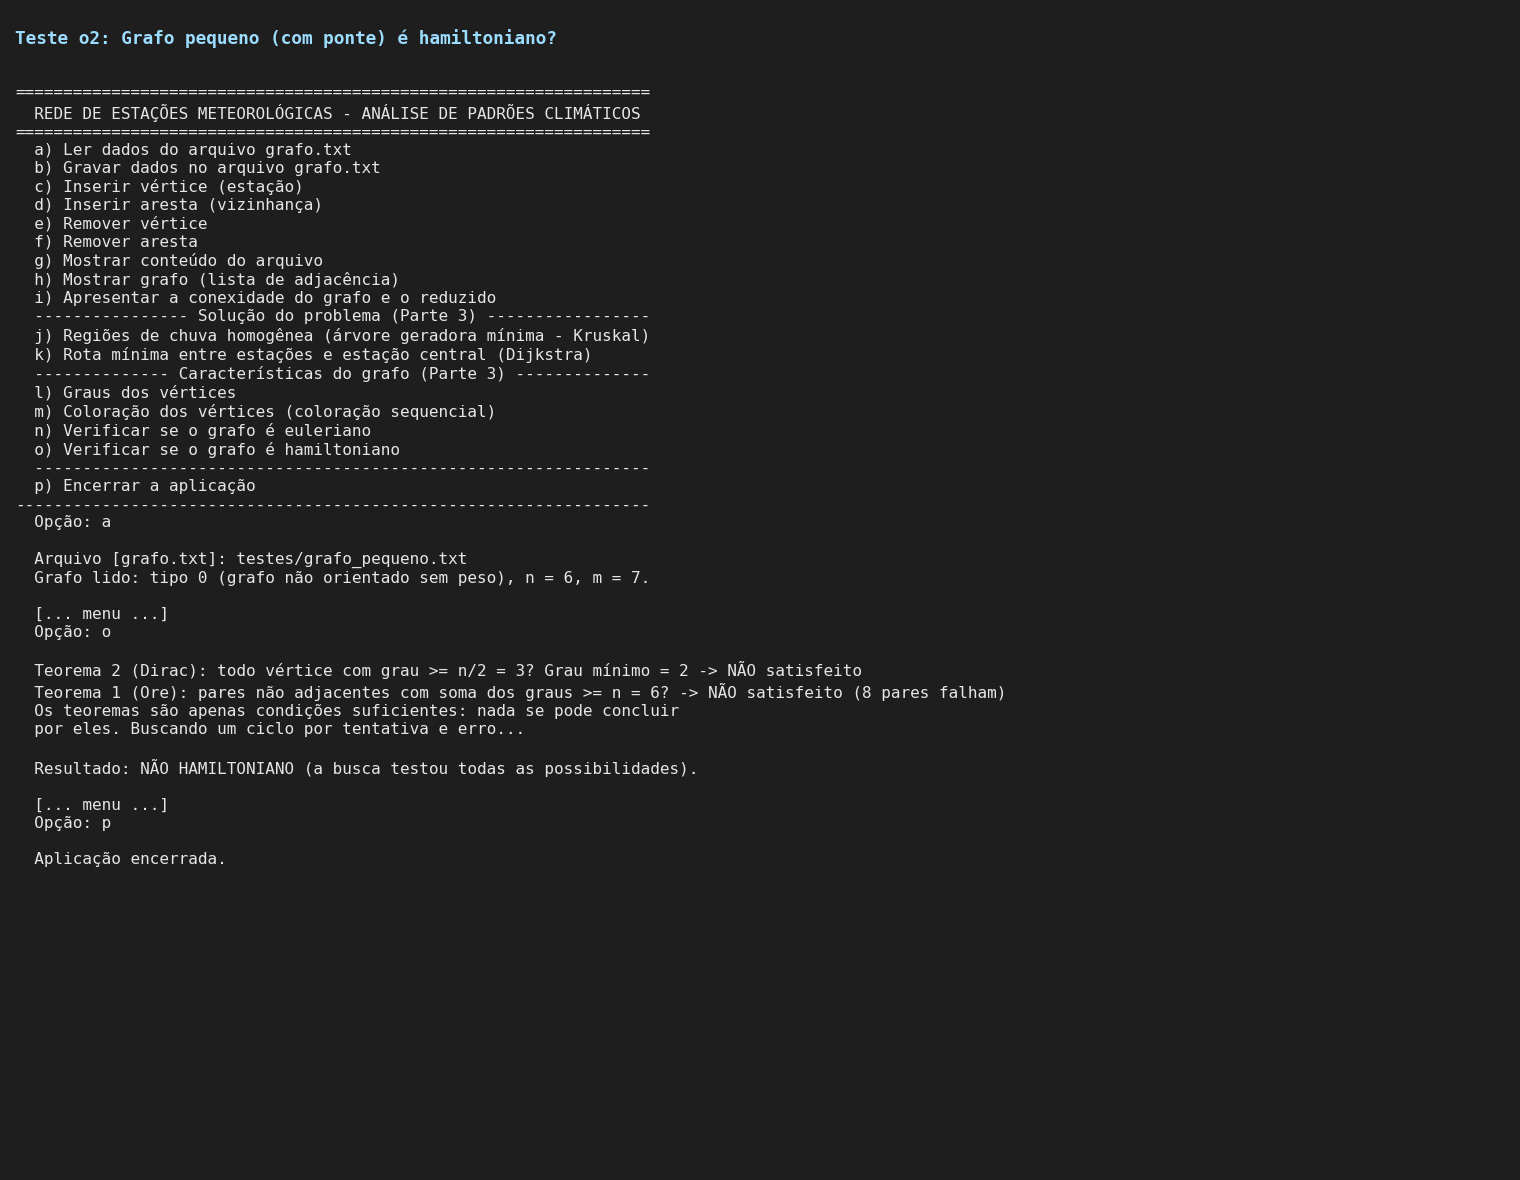 Teste o2: Grafo pequeno (com ponte) é hamiltoniano?
==================================================================
REDE DE ESTAÇÕES METEOROLÓGICAS - ANÁLISE DE PADRÕES CLIMÁTICOS
==================================================================
a) Ler dados do arquivo grafo.txt
b) Gravar dados no arquivo grafo.txt
c) Inserir vértice (estação)
d) Inserir aresta (vizinhança)
e) Remover vértice
f) Remover aresta
g) Mostrar conteúdo do arquivo
h) Mostrar grafo (lista de adjacência)
i) Apresentar a conexidade do grafo e o reduzido
---------------- Solução do problema (Parte 3) -----------------
j) Regiões de chuva homogênea (árvore geradora mínima - Kruskal)
k) Rota mínima entre estações e estação central (Dijkstra)
-------------- Características do grafo (Parte 3) --------------
l) Graus dos vértices
m) Coloração dos vértices (coloração sequencial)
n) Verificar se o grafo é euleriano
o) Verificar se o grafo é hamiltoniano
----------------------------------------------------------------
p) Encerrar a aplicação
------------------------------------------------------------------
Opção: a
Arquivo [grafo.txt]: testes/grafo_pequeno.txt
Grafo lido: tipo 0 (grafo não orientado sem peso), n = 6, m = 7.
[... menu ...]
Opção: o
Teorema 2 (Dirac): todo vértice com grau >= n/2 = 3? Grau mínimo = 2 -> NÃO satisfeito
Teorema 1 (Ore): pares não adjacentes com soma dos graus >= n = 6? -> NÃO satisfeito (8 pares falham)
Os teoremas são apenas condições suficientes: nada se pode concluir
por eles. Buscando um ciclo por tentativa e erro...
Resultado: NÃO HAMILTONIANO (a busca testou todas as possibilidades).
[... menu ...]
Opção: p
Aplicação encerrada.